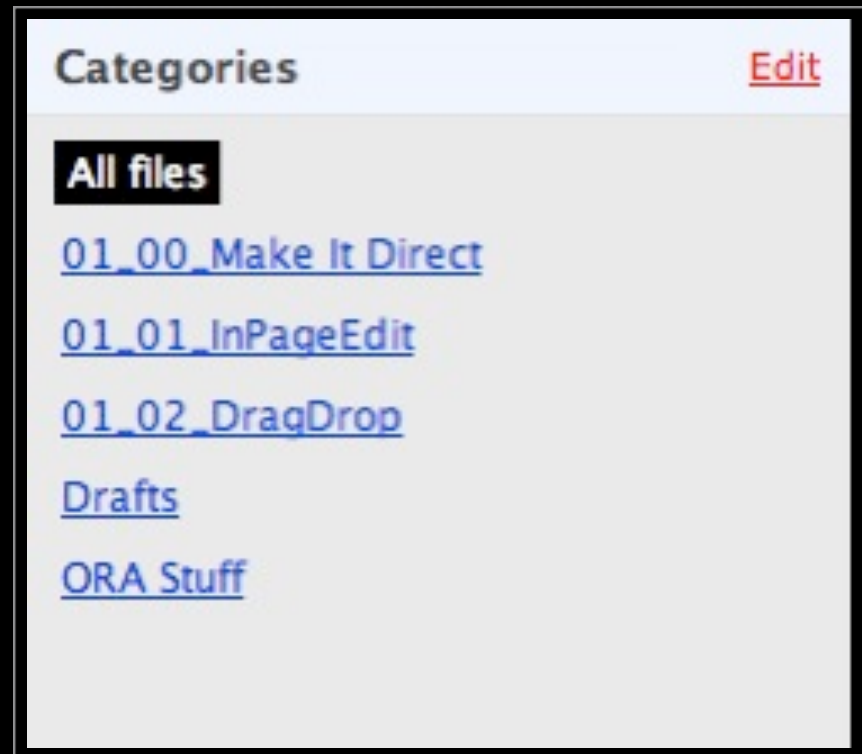 Categories Edit
All files
01_00_Make It Direct
01_01_InPageEdit
01_02_DragDrop
Drafts
ORA Stuff